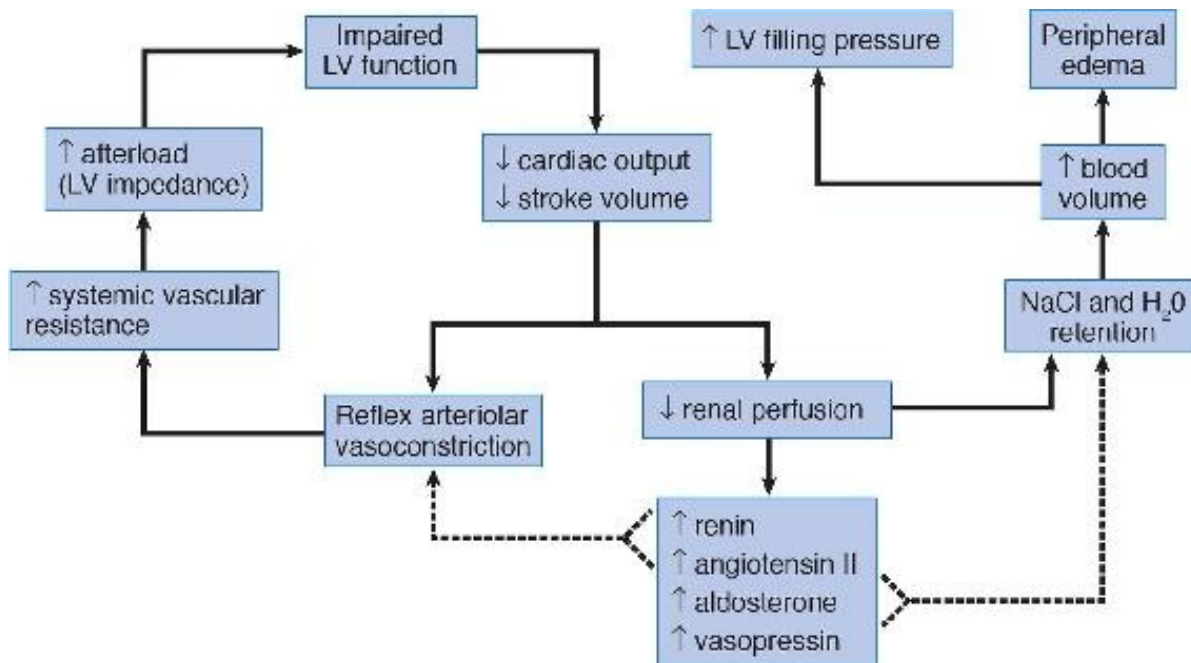 Impaired
LV function
↑ LV filling pressure
Peripheral
edema
↑ afterload
(LV impedance)
↓ cardiac output
↓ stroke volume
↑ blood
volume
↑ systemic vascular
resistance
NaCl and H₂0
retention
Reflex arteriolar
vasoconstriction
↓ renal perfusion
↑ renin
↑ angiotensin II
↑ aldosterone
↑ vasopressin